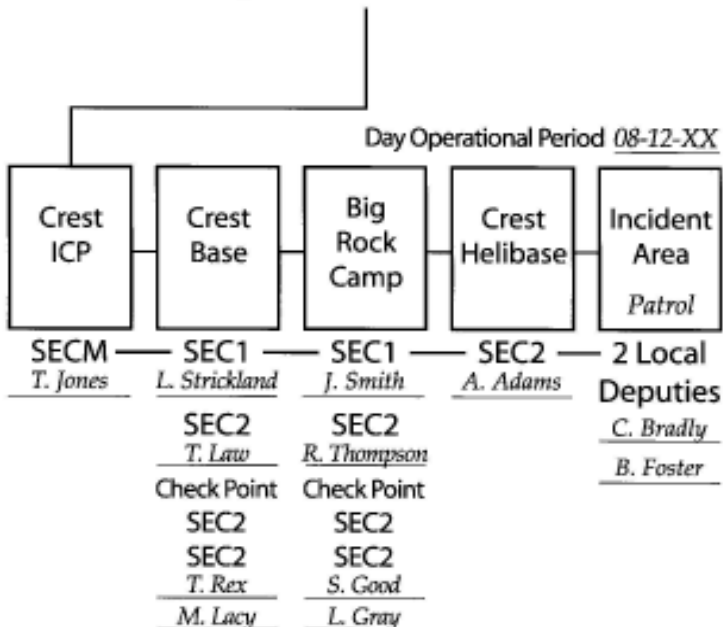 Day Operational Period 08-12-XX
Crest
ICP
Crest
Base
Big
Rock
Camp
Crest
Helibase
Incident
Area
Patrol
SECM
T. Jones
SEC1
L. Strickland
SEC2
T. Law
Check Point
SEC2
SEC2
T. Rex
M. Lacy
SEC1
J. Smith
SEC2
R. Thompson
Check Point
SEC2
SEC2
S. Good
L. Gray
SEC2
A. Adams
2 Local
Deputies
C. Bradly
B. Foster